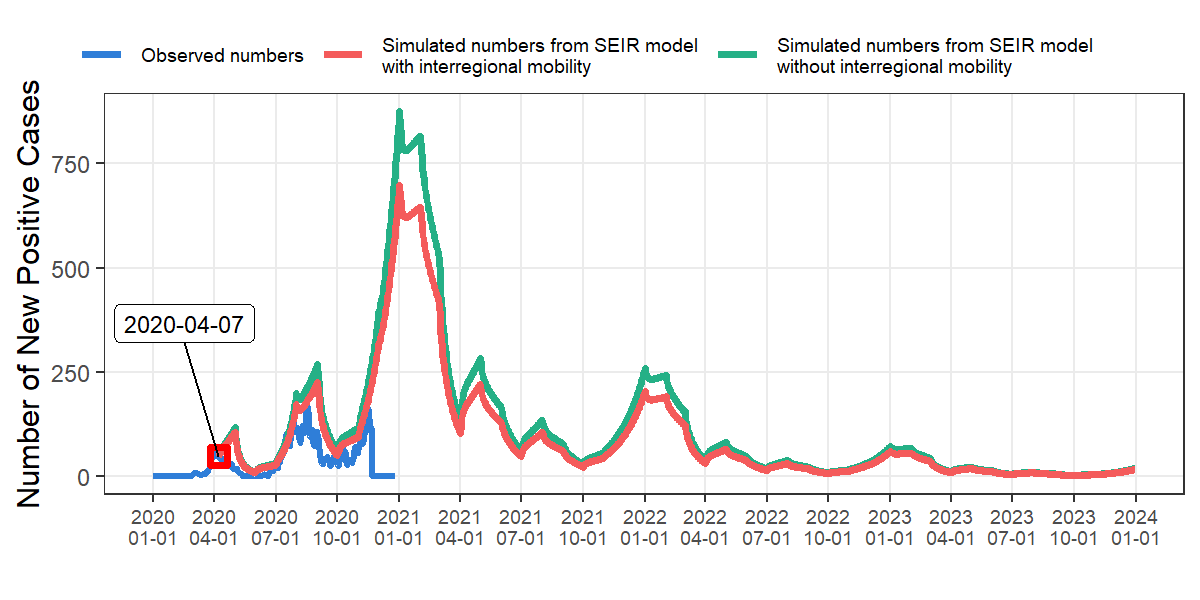 Observed numbers
Simulated numbers from SEIR model
with interregional mobility
Simulated numbers from SEIR model
without interregional mobility
Number of New Positive Cases
750
500
250
0
2020-04-07
2020 2020 2020 2020 2021 2021 2021 2021 2022 2022 2022 2022 2023 2023 2023 2023 2024
01-01 04-01 07-01 10-01 01-01 04-01 07-01 10-01 01-01 04-01 07-01 10-01 01-01 04-01 07-01 10-01 01-01